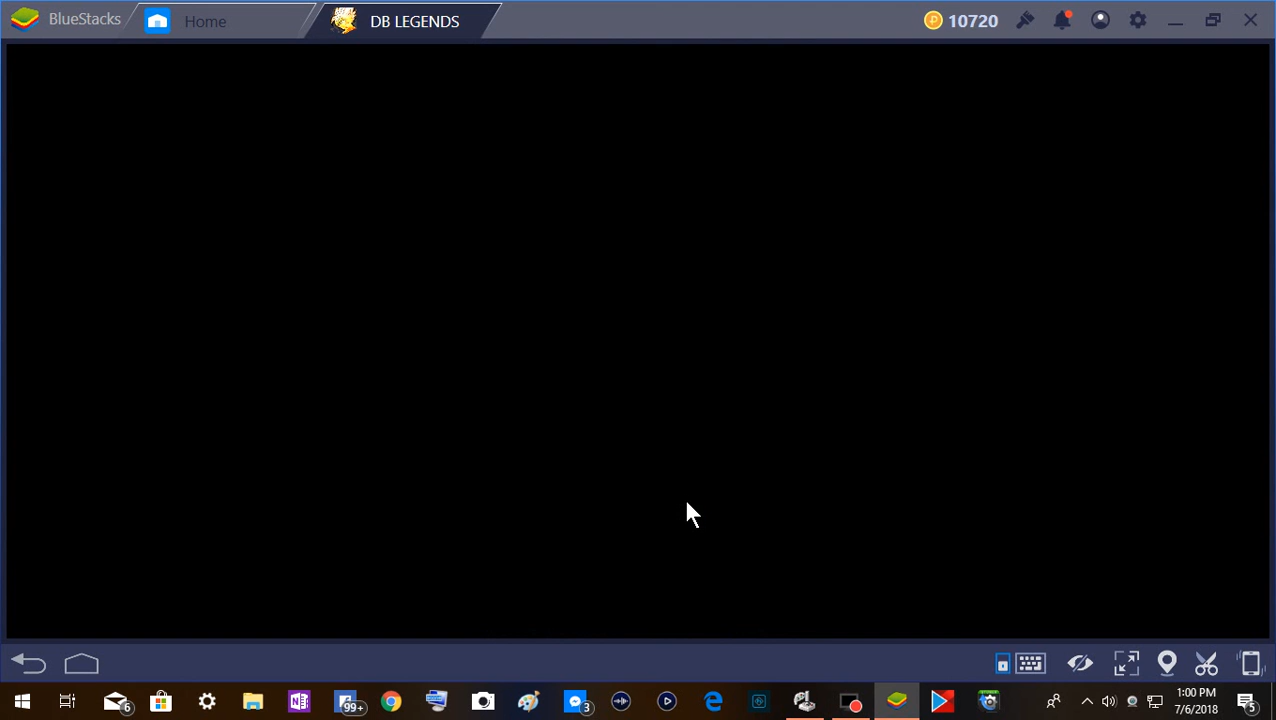 BlueStacks
Home
DB LEGENDS
10720
6
99+
3
1:00 PM
7/6/2018
5